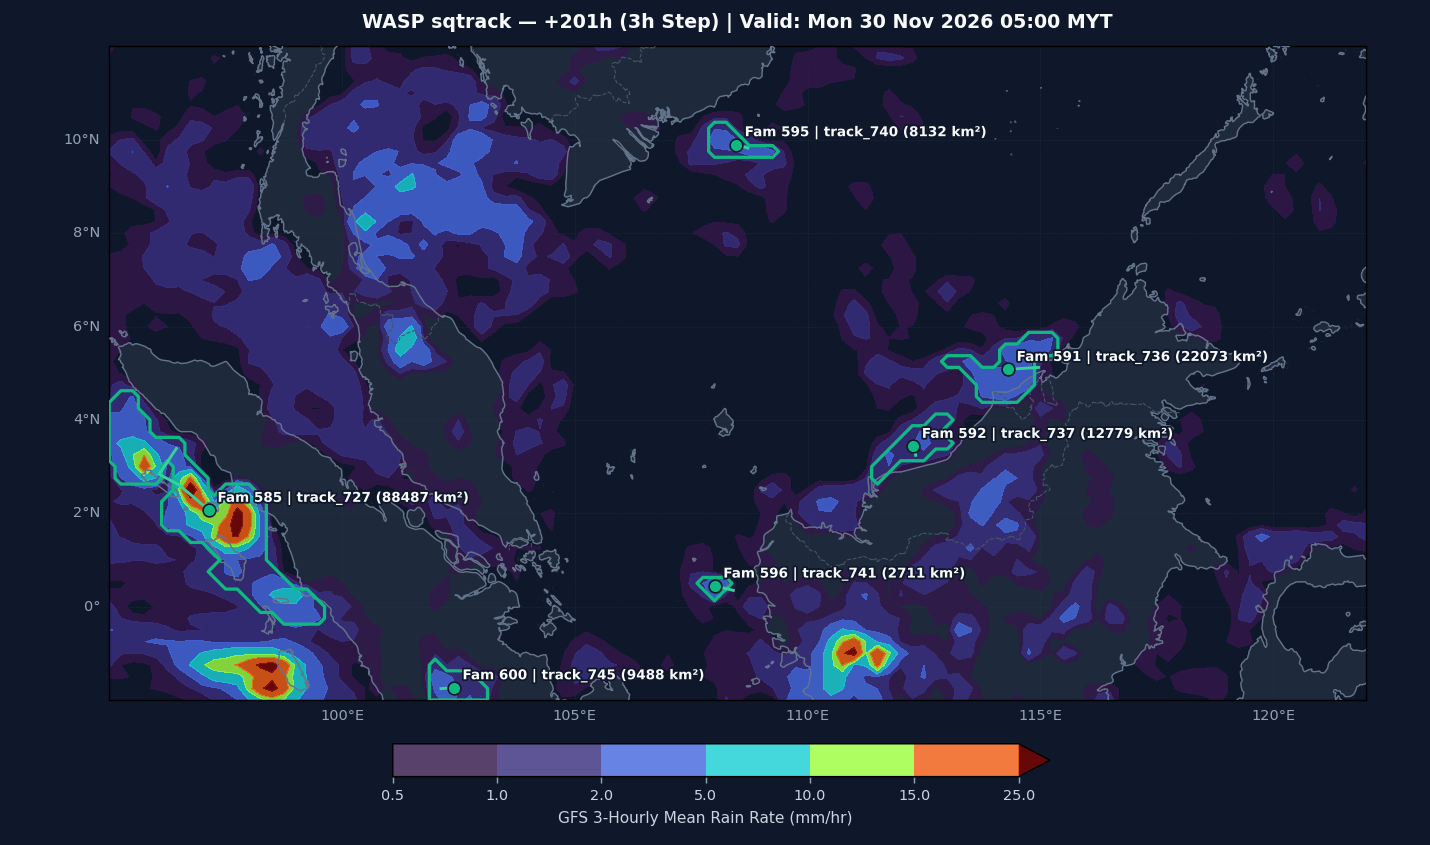 WASP sqtrack — +201h (3h Step) | Valid: Mon 30 Nov 2026 05:00 MYT
10°N
8°N
6°N
4°N
2°N
0°
Fam 595 | track_740 (8132 km²)
Fam 591 | track_736 (22073 km²)
Fam 592 | track_737 (12779 km²)
Fam 585 | track_727 (88487 km²)
Fam 596 | track_741 (2711 km²)
Fam 600 | track_745 (9488 km²)
100°E 105°E 110°E 115°E 120°E
0.5 1.0 2.0 5.0 10.0 15.0 25.0
GFS 3-Hourly Mean Rain Rate (mm/hr)